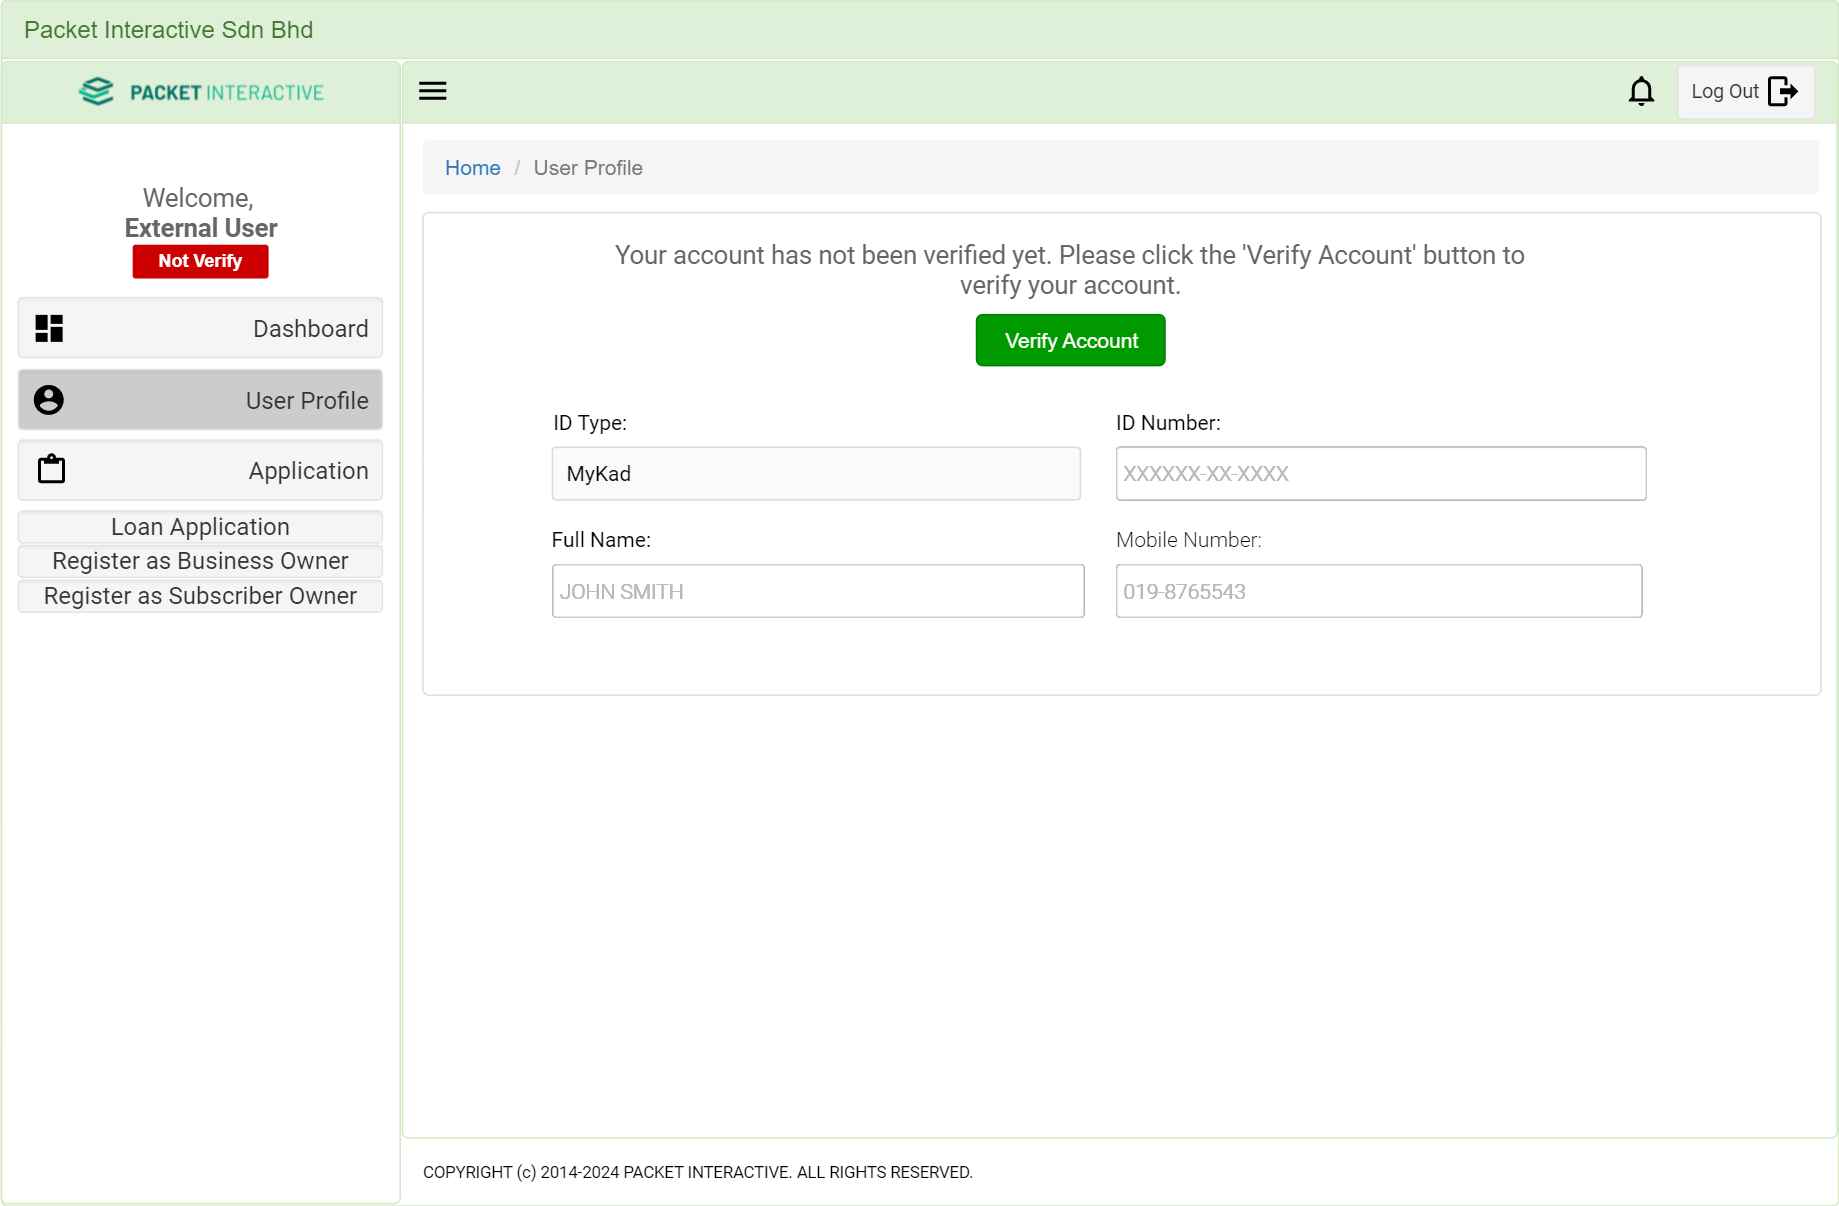 Packet Interactive Sdn Bhd
PACKET INTERACTIVE
Log Out
Welcome,
External User
Not Verify
Dashboard
User Profile
Application
Loan Application
Register as Business Owner
Register as Subscriber Owner
Home / User Profile
Your account has not been verified yet. Please click the 'Verify Account' button to
verify your account.
Verify Account
ID Type:
MyKad
ID Number:
XXXXXX-XX-XXXX
Full Name:
JOHN SMITH
Mobile Number:
019-8765543
COPYRIGHT (c) 2014-2024 PACKET INTERACTIVE. ALL RIGHTS RESERVED.